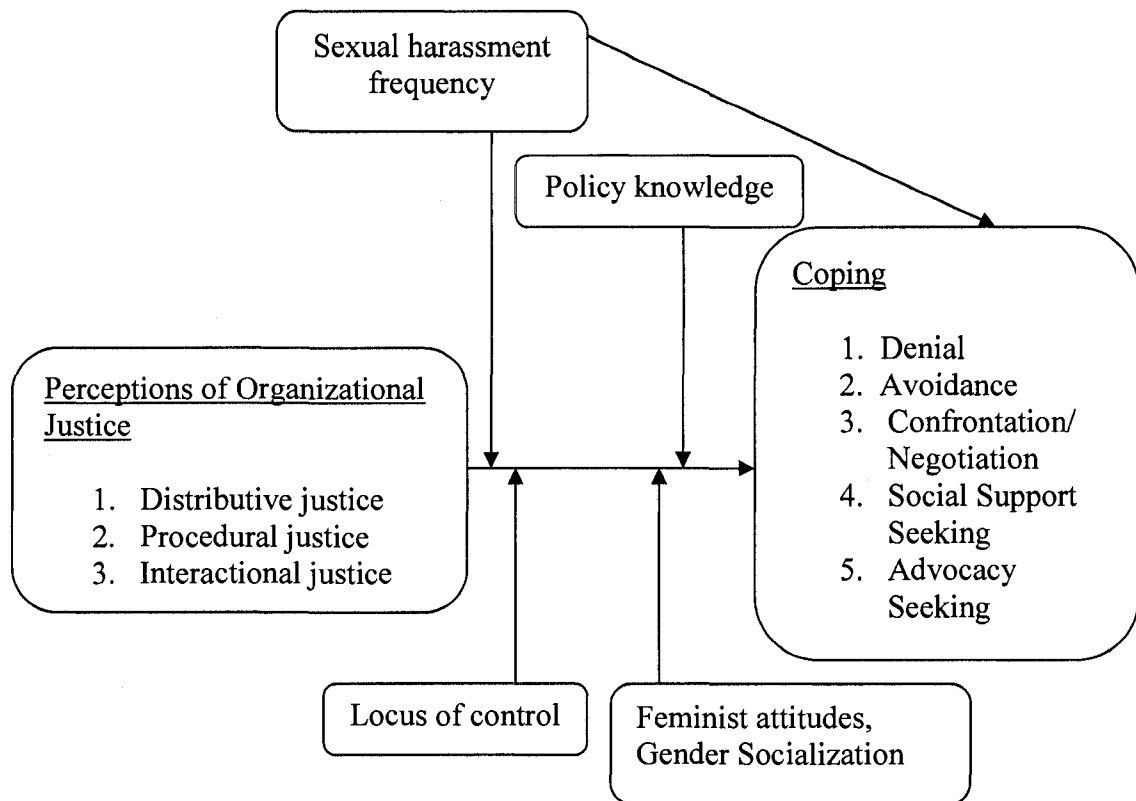 Sexual harassment
frequency
Policy knowledge
Coping
1. Denial
2. Avoidance
3. Confrontation/
Negotiation
4. Social Support
Seeking
5. Advocacy
Seeking
Perceptions of Organizational
Justice
1. Distributive justice
2. Procedural justice
3. Interactional justice
Locus of control
Feminist attitudes,
Gender Socialization